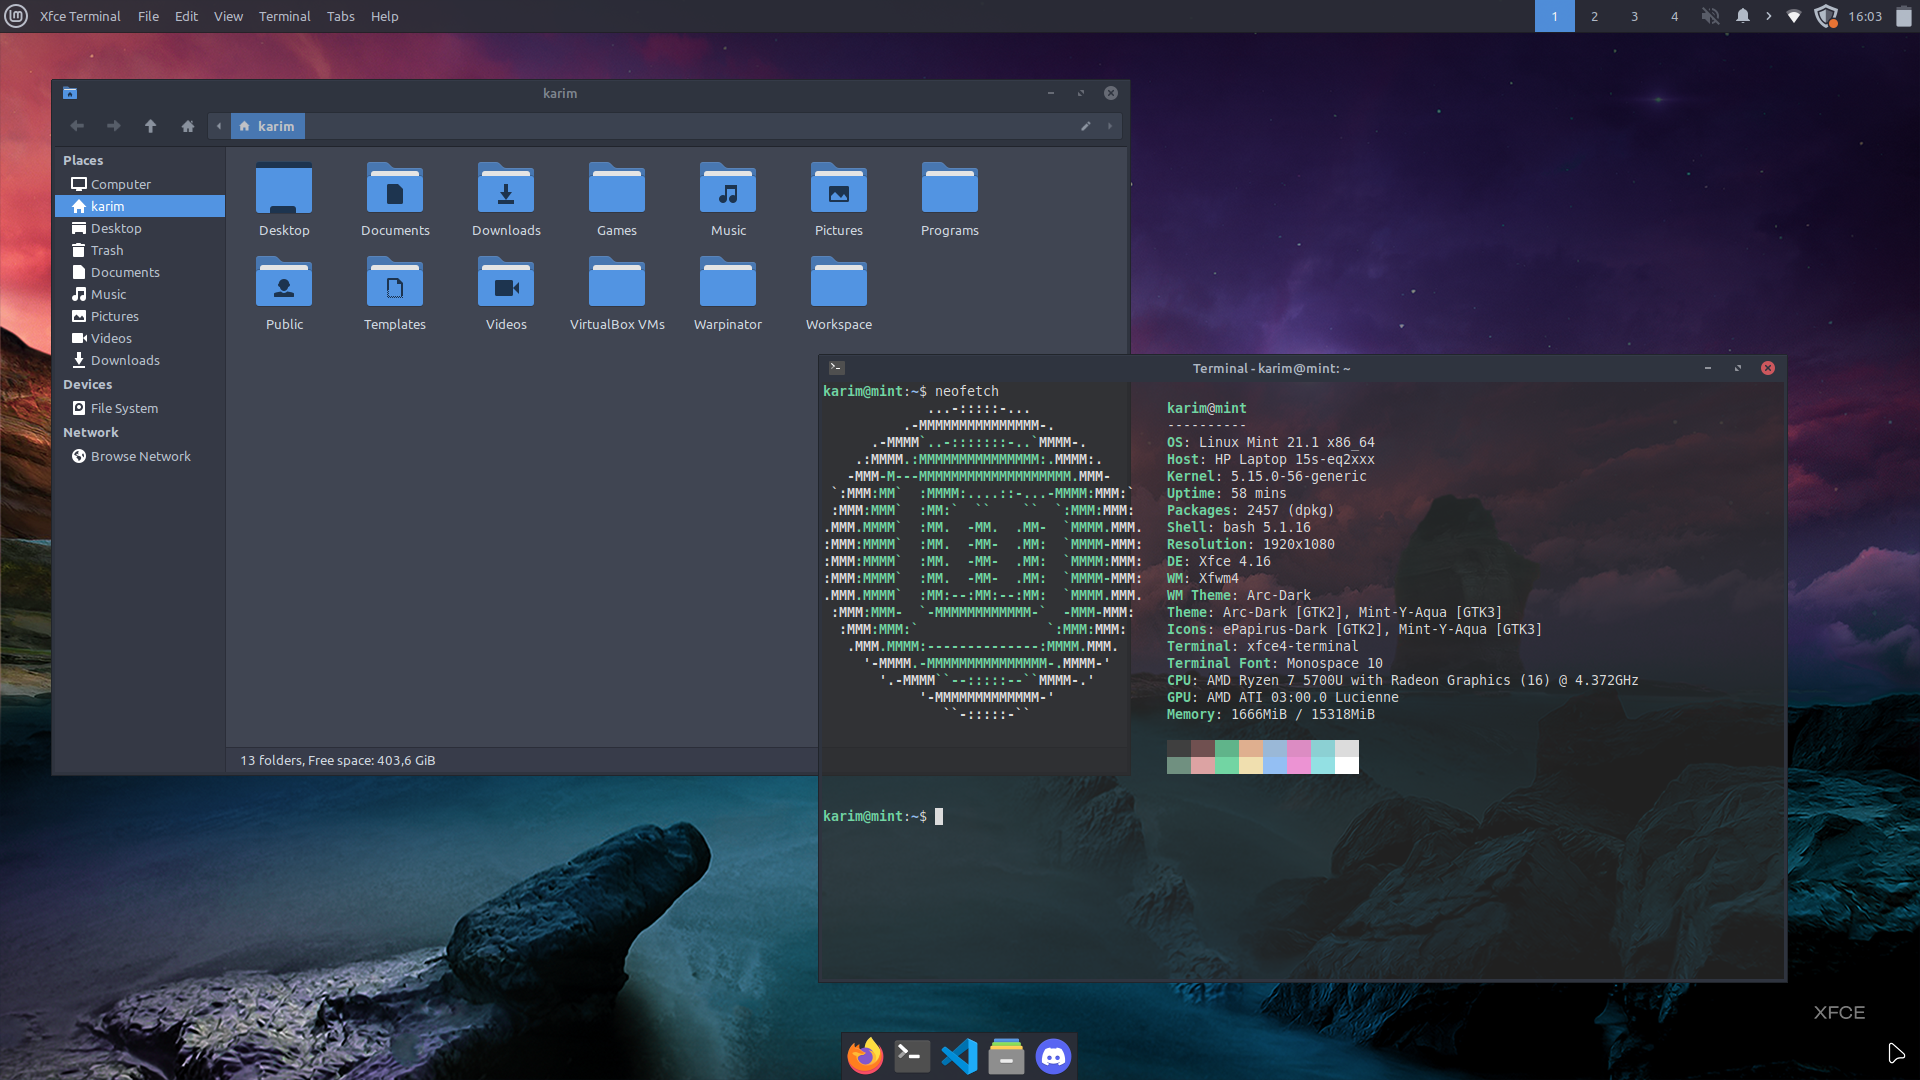 Xfce Terminal File Edit View Terminal Tabs Help
1 2 3 4 16:03
karim
karim
Places
Computer
karim
Desktop
Trash
Documents
Music
Pictures
Videos
Downloads
Devices
File System
Network
Browse Network
Desktop Documents Downloads Games Music Pictures Programs
Public Templates Videos VirtualBox VMs Warpinator Workspace
13 folders, Free space: 403,6 GiB
Terminal - karim@mint: ~
karim@mint:~$ neofetch
karim@mint
----------
OS: Linux Mint 21.1 x86_64
Host: HP Laptop 15s-eq2xxx
Kernel: 5.15.0-56-generic
Uptime: 58 mins
Packages: 2457 (dpkg)
Shell: bash 5.1.16
Resolution: 1920x1080
DE: Xfce 4.16
WM: Xfwm4
WM Theme: Arc-Dark
Theme: Arc-Dark [GTK2], Mint-Y-Aqua [GTK3]
Icons: ePapirus-Dark [GTK2], Mint-Y-Aqua [GTK3]
Terminal: xfce4-terminal
Terminal Font: Monospace 10
CPU: AMD Ryzen 7 5700U with Radeon Graphics (16) @ 4.372GHz
GPU: AMD ATI 03:00.0 Lucienne
Memory: 1666MiB / 15318MiB
karim@mint:~$
XFCE